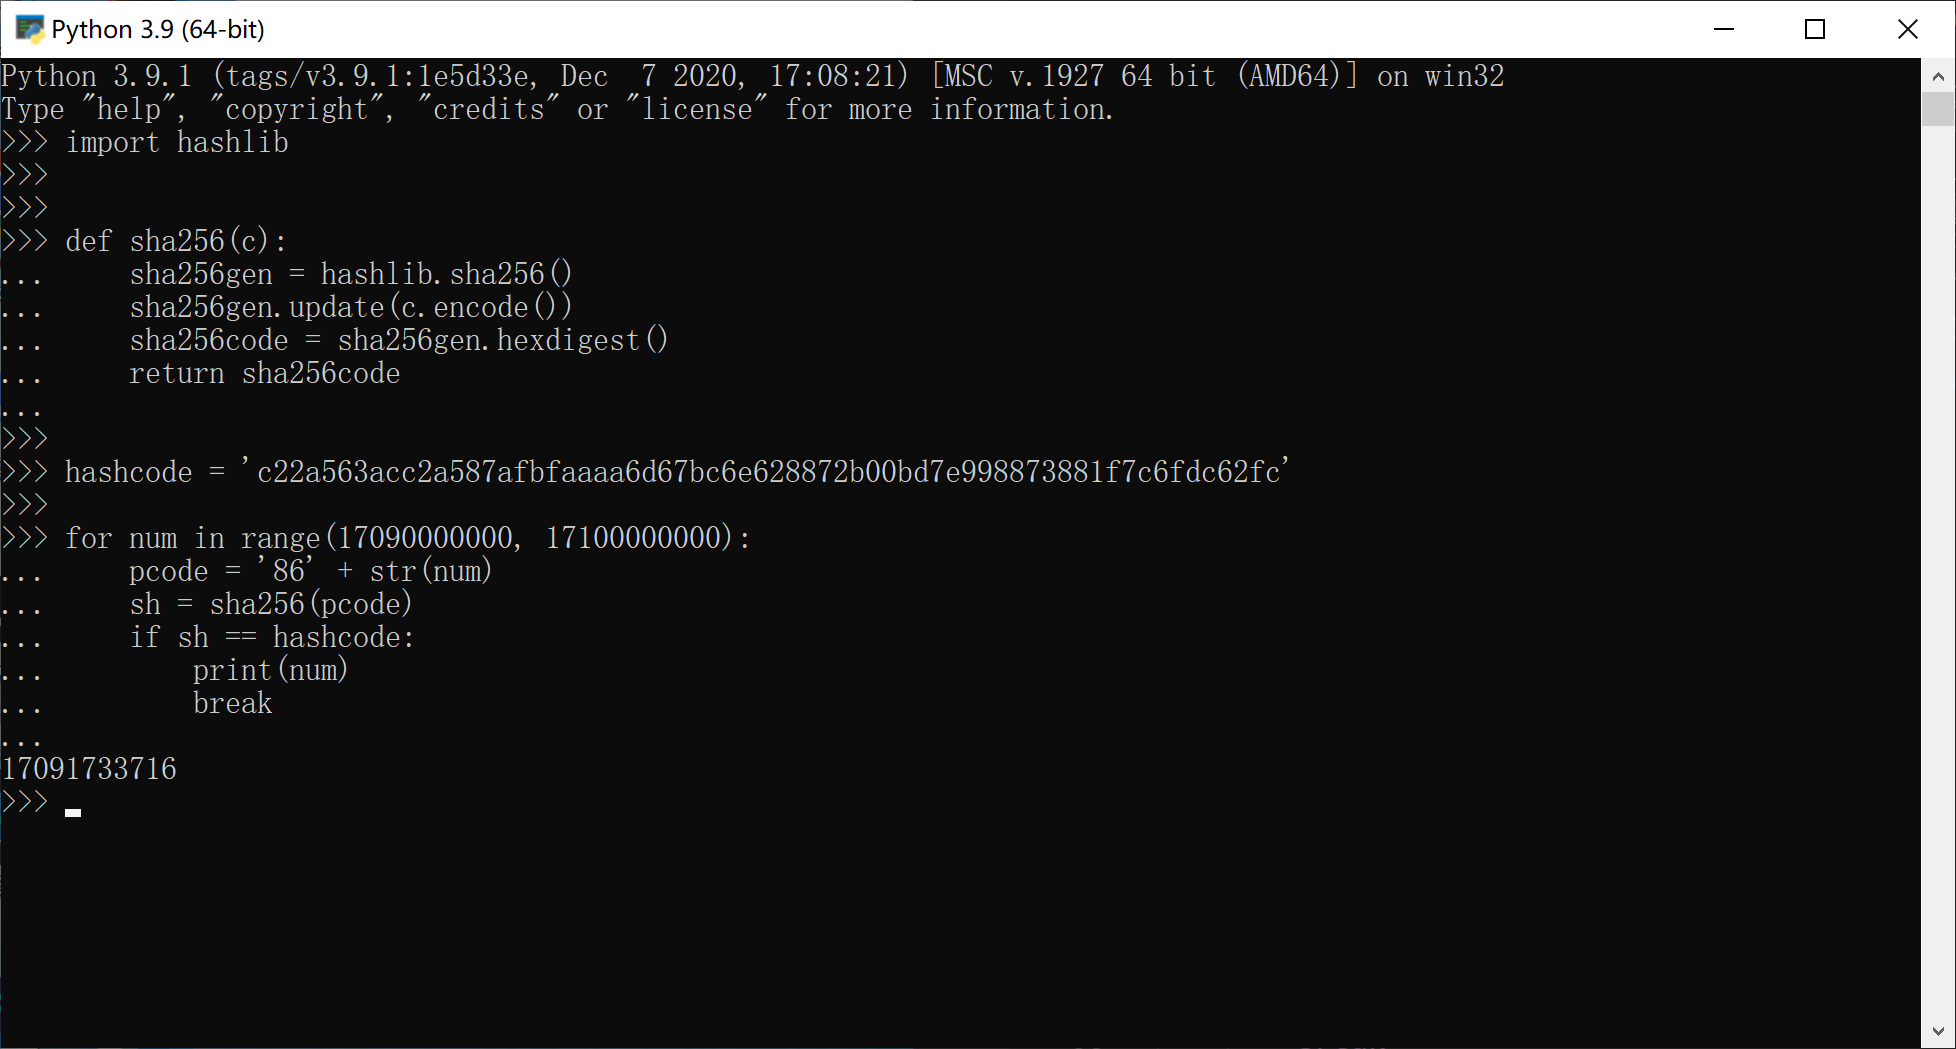 Python 3.9 (64-bit)
Python 3.9.1 (tags/v3.9.1:1e5d33e, Dec  7 2020, 17:08:21) [MSC v.1927 64 bit (AMD64)] on win32
Type "help", "copyright", "credits" or "license" for more information.
>>> import hashlib
>>>
>>>
>>> def sha256(c):
...     sha256gen = hashlib.sha256()
...     sha256gen.update(c.encode())
...     sha256code = sha256gen.hexdigest()
...     return sha256code
...
>>>
>>> hashcode = 'c22a563acc2a587afbfaaaa6d67bc6e628872b00bd7e998873881f7c6fdc62fc'
>>>
>>> for num in range(17090000000, 17100000000):
...     pcode = '86' + str(num)
...     sh = sha256(pcode)
...     if sh == hashcode:
...         print(num)
...         break
...
17091733716
>>>